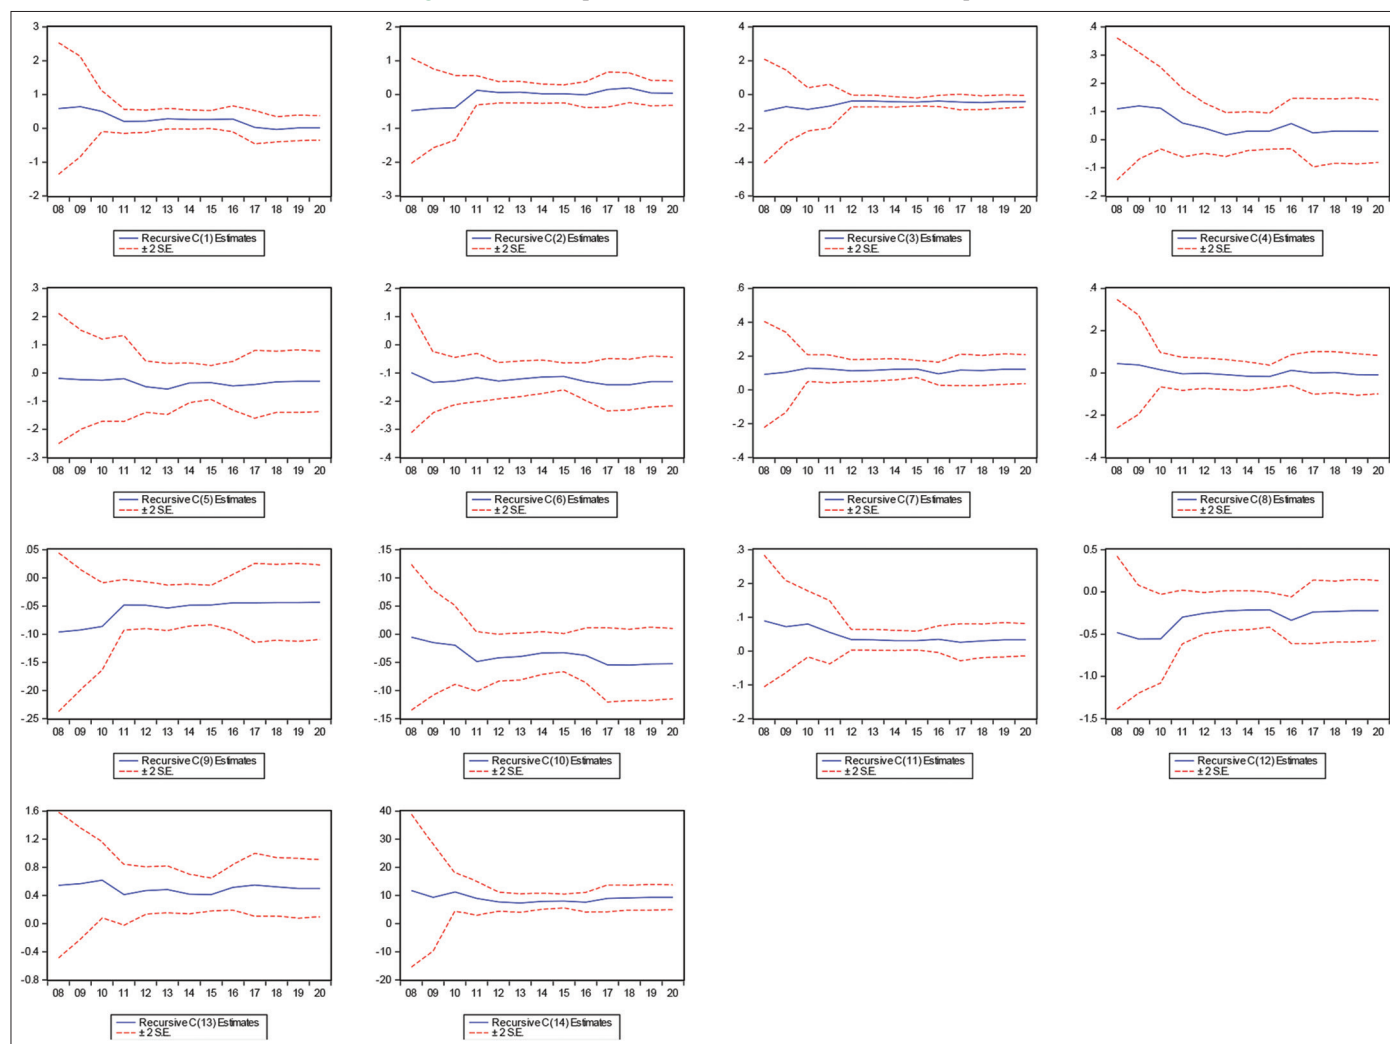 3
2
1
0
-1
-2
08 09 10 11 12 13 14 15 16 17 18 19 20
Recursive C(1) Estimates
± 2 S.E.
2
1
0
-1
-2
-3
08 09 10 11 12 13 14 15 16 17 18 19 20
Recursive C(2) Estimates
± 2 S.E.
4
2
0
-2
-4
-6
08 09 10 11 12 13 14 15 16 17 18 19 20
Recursive C(3) Estimates
± 2 S.E.
.4
.3
.2
.1
.0
-.1
-.2
08 09 10 11 12 13 14 15 16 17 18 19 20
Recursive C(4) Estimates
± 2 S.E.
.3
.2
.1
.0
-.1
-.2
-.3
08 09 10 11 12 13 14 15 16 17 18 19 20
Recursive C(5) Estimates
± 2 S.E.
.2
.1
.0
-.1
-.2
-.3
-.4
08 09 10 11 12 13 14 15 16 17 18 19 20
Recursive C(6) Estimates
± 2 S.E.
.6
.4
.2
.0
-.2
-.4
08 09 10 11 12 13 14 15 16 17 18 19 20
Recursive C(7) Estimates
± 2 S.E.
.4
.2
.0
-.2
-.4
08 09 10 11 12 13 14 15 16 17 18 19 20
Recursive C(8) Estimates
± 2 S.E.
.05
.00
-.05
-.10
-.15
-.20
-.25
08 09 10 11 12 13 14 15 16 17 18 19 20
Recursive C(9) Estimates
± 2 S.E.
.15
.10
.05
.00
-.05
-.10
-.15
08 09 10 11 12 13 14 15 16 17 18 19 20
Recursive C(10) Estimates
± 2 S.E.
.3
.2
.1
.0
-.1
-.2
08 09 10 11 12 13 14 15 16 17 18 19 20
Recursive C(11) Estimates
± 2 S.E.
0.5
0.0
-0.5
-1.0
-1.5
08 09 10 11 12 13 14 15 16 17 18 19 20
Recursive C(12) Estimates
± 2 S.E.
1.6
1.2
0.8
0.4
0.0
-0.4
-0.8
08 09 10 11 12 13 14 15 16 17 18 19 20
Recursive C(13) Estimates
± 2 S.E.
40
30
20
10
0
-10
-20
08 09 10 11 12 13 14 15 16 17 18 19 20
Recursive C(14) Estimates
± 2 S.E.